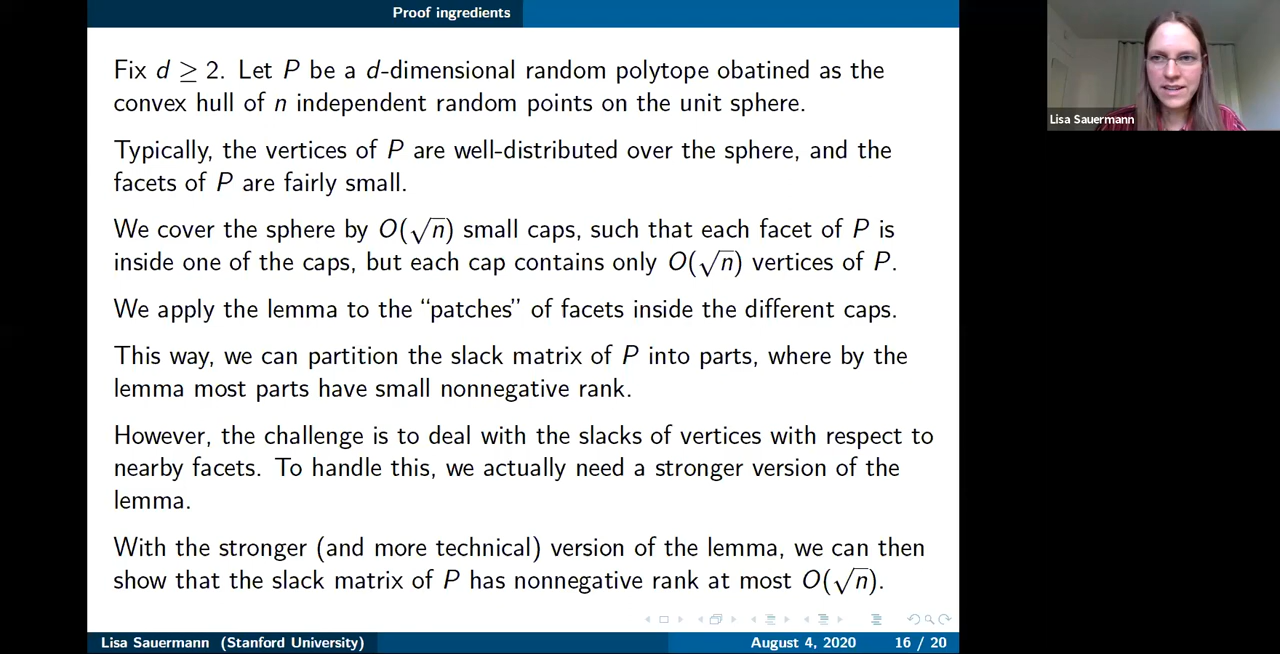 Proof ingredients
Fix d ≥ 2. Let P be a d-dimensional random polytope obatined as the
convex hull of n independent random points on the unit sphere.
Typically, the vertices of P are well-distributed over the sphere, and the
facets of P are fairly small.
We cover the sphere by O(√n) small caps, such that each facet of P is
inside one of the caps, but each cap contains only O(√n) vertices of P.
We apply the lemma to the “patches” of facets inside the different caps.
This way, we can partition the slack matrix of P into parts, where by the
lemma most parts have small nonnegative rank.
However, the challenge is to deal with the slacks of vertices with respect to
nearby facets. To handle this, we actually need a stronger version of the
lemma.
With the stronger (and more technical) version of the lemma, we can then
show that the slack matrix of P has nonnegative rank at most O(√n).
Lisa Sauermann (Stanford University)
August 4, 2020
16 / 20
Lisa Sauermann